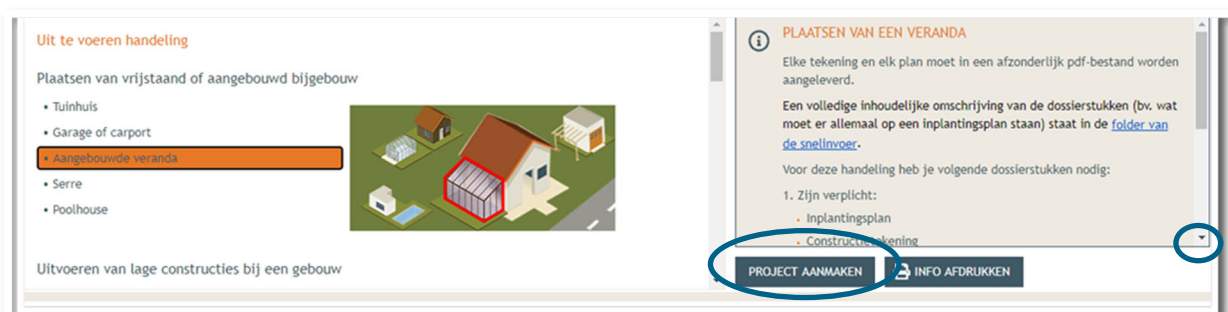 Uit te voeren handeling
Plaatsen van vrijstaand of aangebouwd bijgebouw
• Tuinhuis
• Garage of carport
• Aangebouwde veranda
• Serre
• Poolhouse
Uitvoeren van lage constructies bij een gebouw
PLAATSEN VAN EEN VERANDA
Elke tekening en elk plan moet in een afzonderlijk pdf-bestand worden
aangeleverd.
Een volledige inhoudelijke omschrijving van de dossierstukken (bv. wat
moet er allemaal op een inplantingsplan staan) staat in de folder van
de snelinvoer.
Voor deze handeling heb je volgende dossierstukken nodig:
1. Zijn verplicht:
• Inplantingsplan
• Constructietekening
PROJECT AANMAKEN
INFO AFDRUKKEN